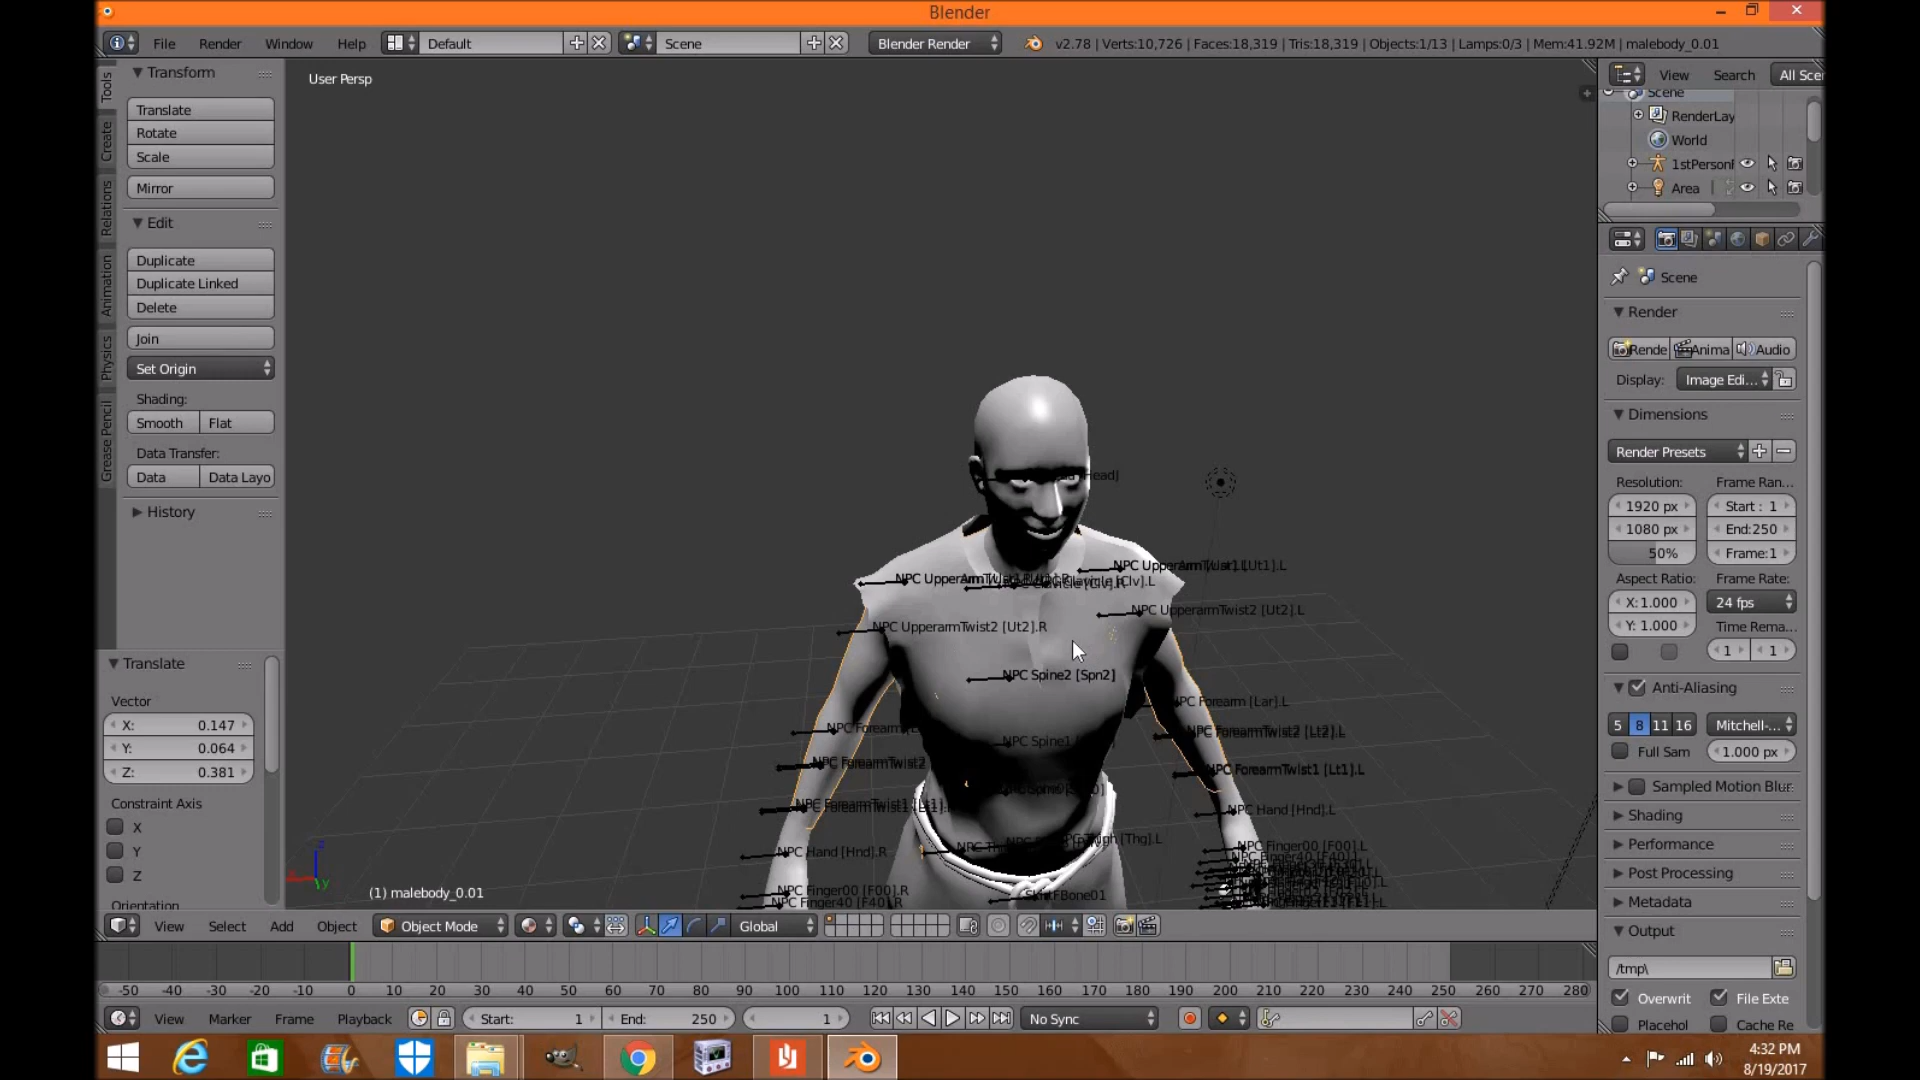 Blender
File Render Window Help Default Scene Blender Render v2.78 | Verts:10,726 | Faces:18,319 | Tris:18,319 | Objects:1/13 | Lamps:0/3 | Mem:41.92M | malebody_0.01
Tools
Create
Relations
Animation
Physics
Grease Pencil
Transform
Translate
Rotate
Scale
Mirror
Edit
Duplicate
Duplicate Linked
Delete
Join
Set Origin
Shading:
Smooth Flat
Data Transfer:
Data Data Layo
History
Translate
Vector
X: 0.147
Y: 0.064
Z: 0.381
Constraint Axis
X
Y
Z
Orientation
User Persp
NPC UpperarmTwist2 [Ut2].L
NPC UpperarmTwist2 [Ut2].R
NPC Spine2 [Spn2]
NPC Forearm [Lar].L
NPC Spine1
NPC ForearmTwist2 [Lt2].L
NPC ForearmTwist2
NPC ForearmTwist1 [Lt1].L
NPC ForearmTwist1 [Lt1].
NPC Hand [Hnd].L
NPC Thigh [Thg].L
NPC Hand [Hnd].R
NPC Finger00 [F00].L
NPC Finger00 [F00].R
NPC Finger40 [F40].R
SkirtFBone01
(1) malebody_0.01
View Select Add Object Object Mode Global
-50 -40 -30 -20 -10 0 10 20 30 40 50 60 70 80 90 100 110 120 130 140 150 160 170 180 190 200 210 220 230 240 250 260 270 280
View Marker Frame Playback Start: 1 End: 250 1 No Sync
View Search All Scer
Scene
RenderLay
World
1stPersonI
Area
Scene
Render
Rende Anima Audio
Display: Image Edi...
Dimensions
Render Presets
Resolution: Frame Ran...
1920 px Start : 1
1080 px End:250
50% Frame:1
Aspect Ratio: Frame Rate:
X:1.000 24 fps
Y: 1.000 Time Rema...
1 1
Anti-Aliasing
5 8 11 16 Mitchell-...
Full Sam 1.000 px
Sampled Motion Blur
Shading
Performance
Post Processing
Metadata
Output
/tmp\
Overwrit File Exte
Placehol Cache Re
4:32 PM
8/19/2017